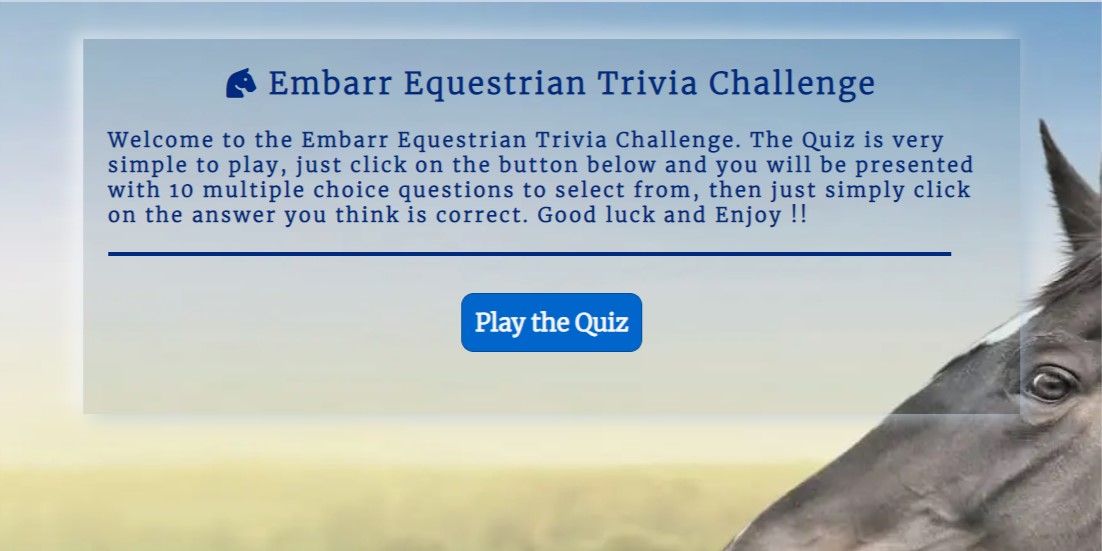 Embarr Equestrian Trivia Challenge
Welcome to the Embarr Equestrian Trivia Challenge. The Quiz is very
simple to play, just click on the button below and you will be presented
with 10 multiple choice questions to select from, then just simply click
on the answer you think is correct. Good luck and Enjoy !!
Play the Quiz